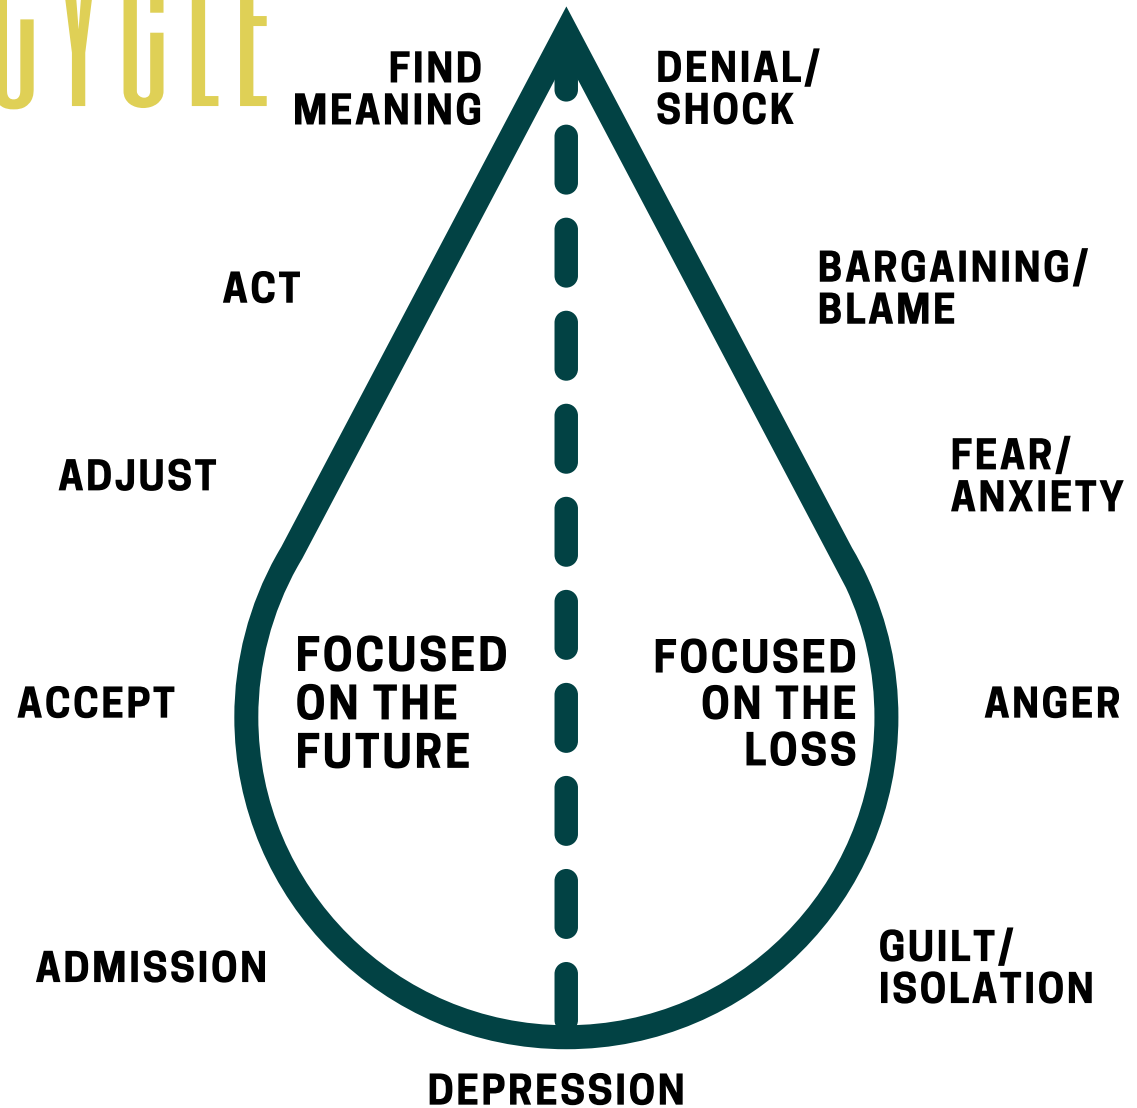 CYCLE
FIND
MEANING
DENIAL/
SHOCK
BARGAINING/
BLAME
FEAR/
ANXIETY
ANGER
GUILT/
ISOLATION
DEPRESSION
ADMISSION
ACCEPT
ADJUST
ACT
FOCUSED
ON THE
FUTURE
FOCUSED
ON THE
LOSS